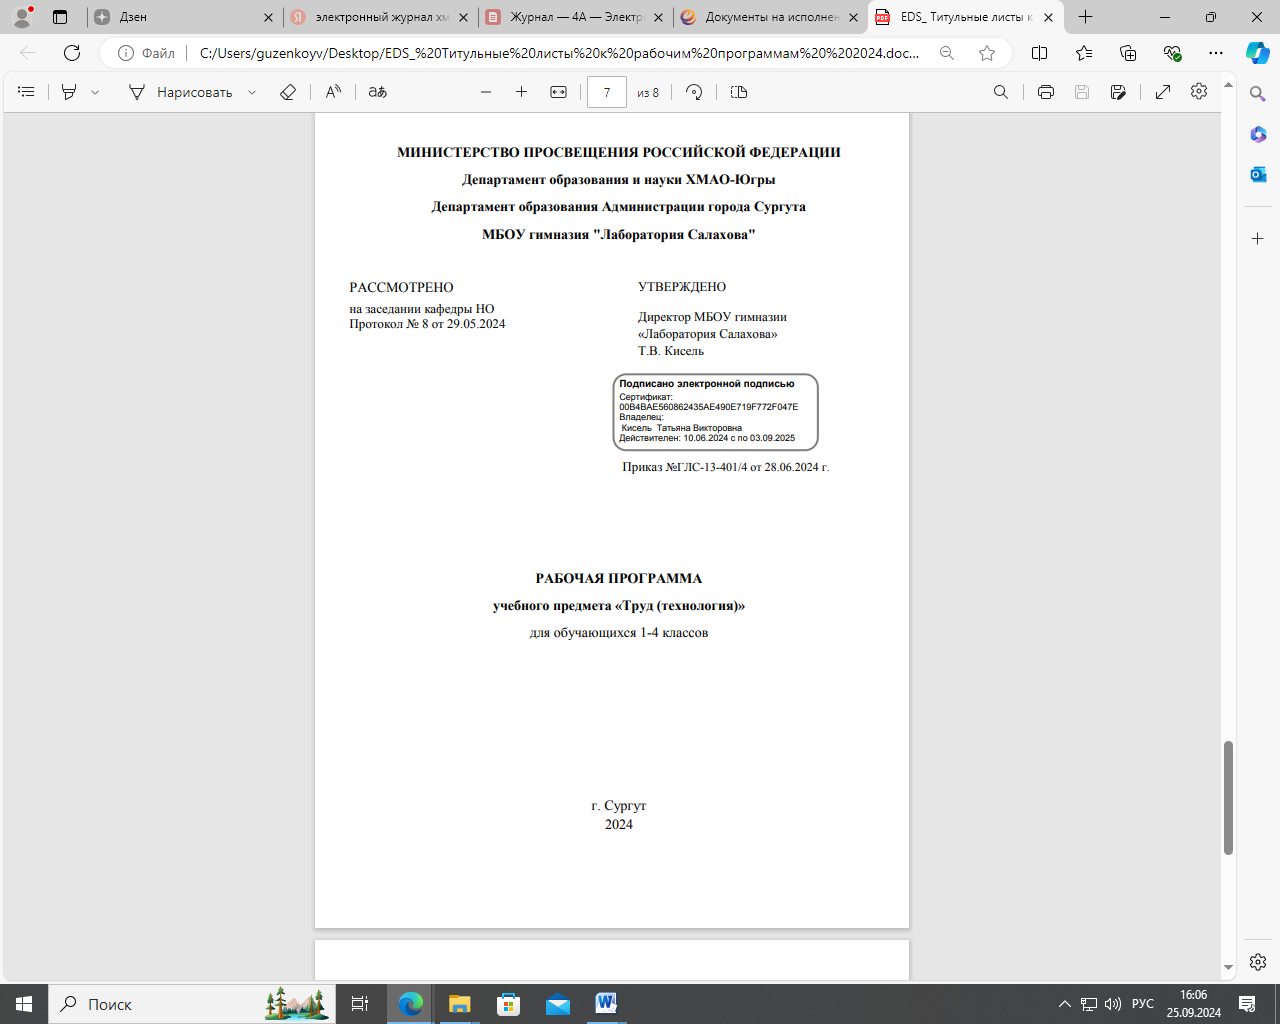 Дзен
электронный журнал хм
Журнал — 4А — Электр
Документы на исполнен
EDS_ Титульные листы к
Файл
C:/Users/guzenkoyv/Desktop/EDS_%20Титульные%20листы%20к%20рабочим%20программам%20%202024.doc...
Нарисовать
7
из 8
МИНИСТЕРСТВО ПРОСВЕЩЕНИЯ РОССИЙСКОЙ ФЕДЕРАЦИИ
Департамент образования и науки ХМАО-Югры
Департамент образования Администрации города Сургута
МБОУ гимназия "Лаборатория Салахова"
РАССМОТРЕНО
на заседании кафедры НО
Протокол № 8 от 29.05.2024
УТВЕРЖДЕНО
Директор МБОУ гимназии
«Лаборатория Салахова»
Т.В. Кисель
Подписано электронной подписью
Сертификат:
00B4BAE560862435AE490E719F772F047E
Владелец:
Кисель Татьяна Викторовна
Действителен: 10.06.2024 с по 03.09.2025
Приказ №ГЛС-13-401/4 от 28.06.2024 г.
РАБОЧАЯ ПРОГРАММА
учебного предмета «Труд (технология)»
для обучающихся 1-4 классов
г. Сургут
2024
Поиск
РУС
16:06
25.09.2024